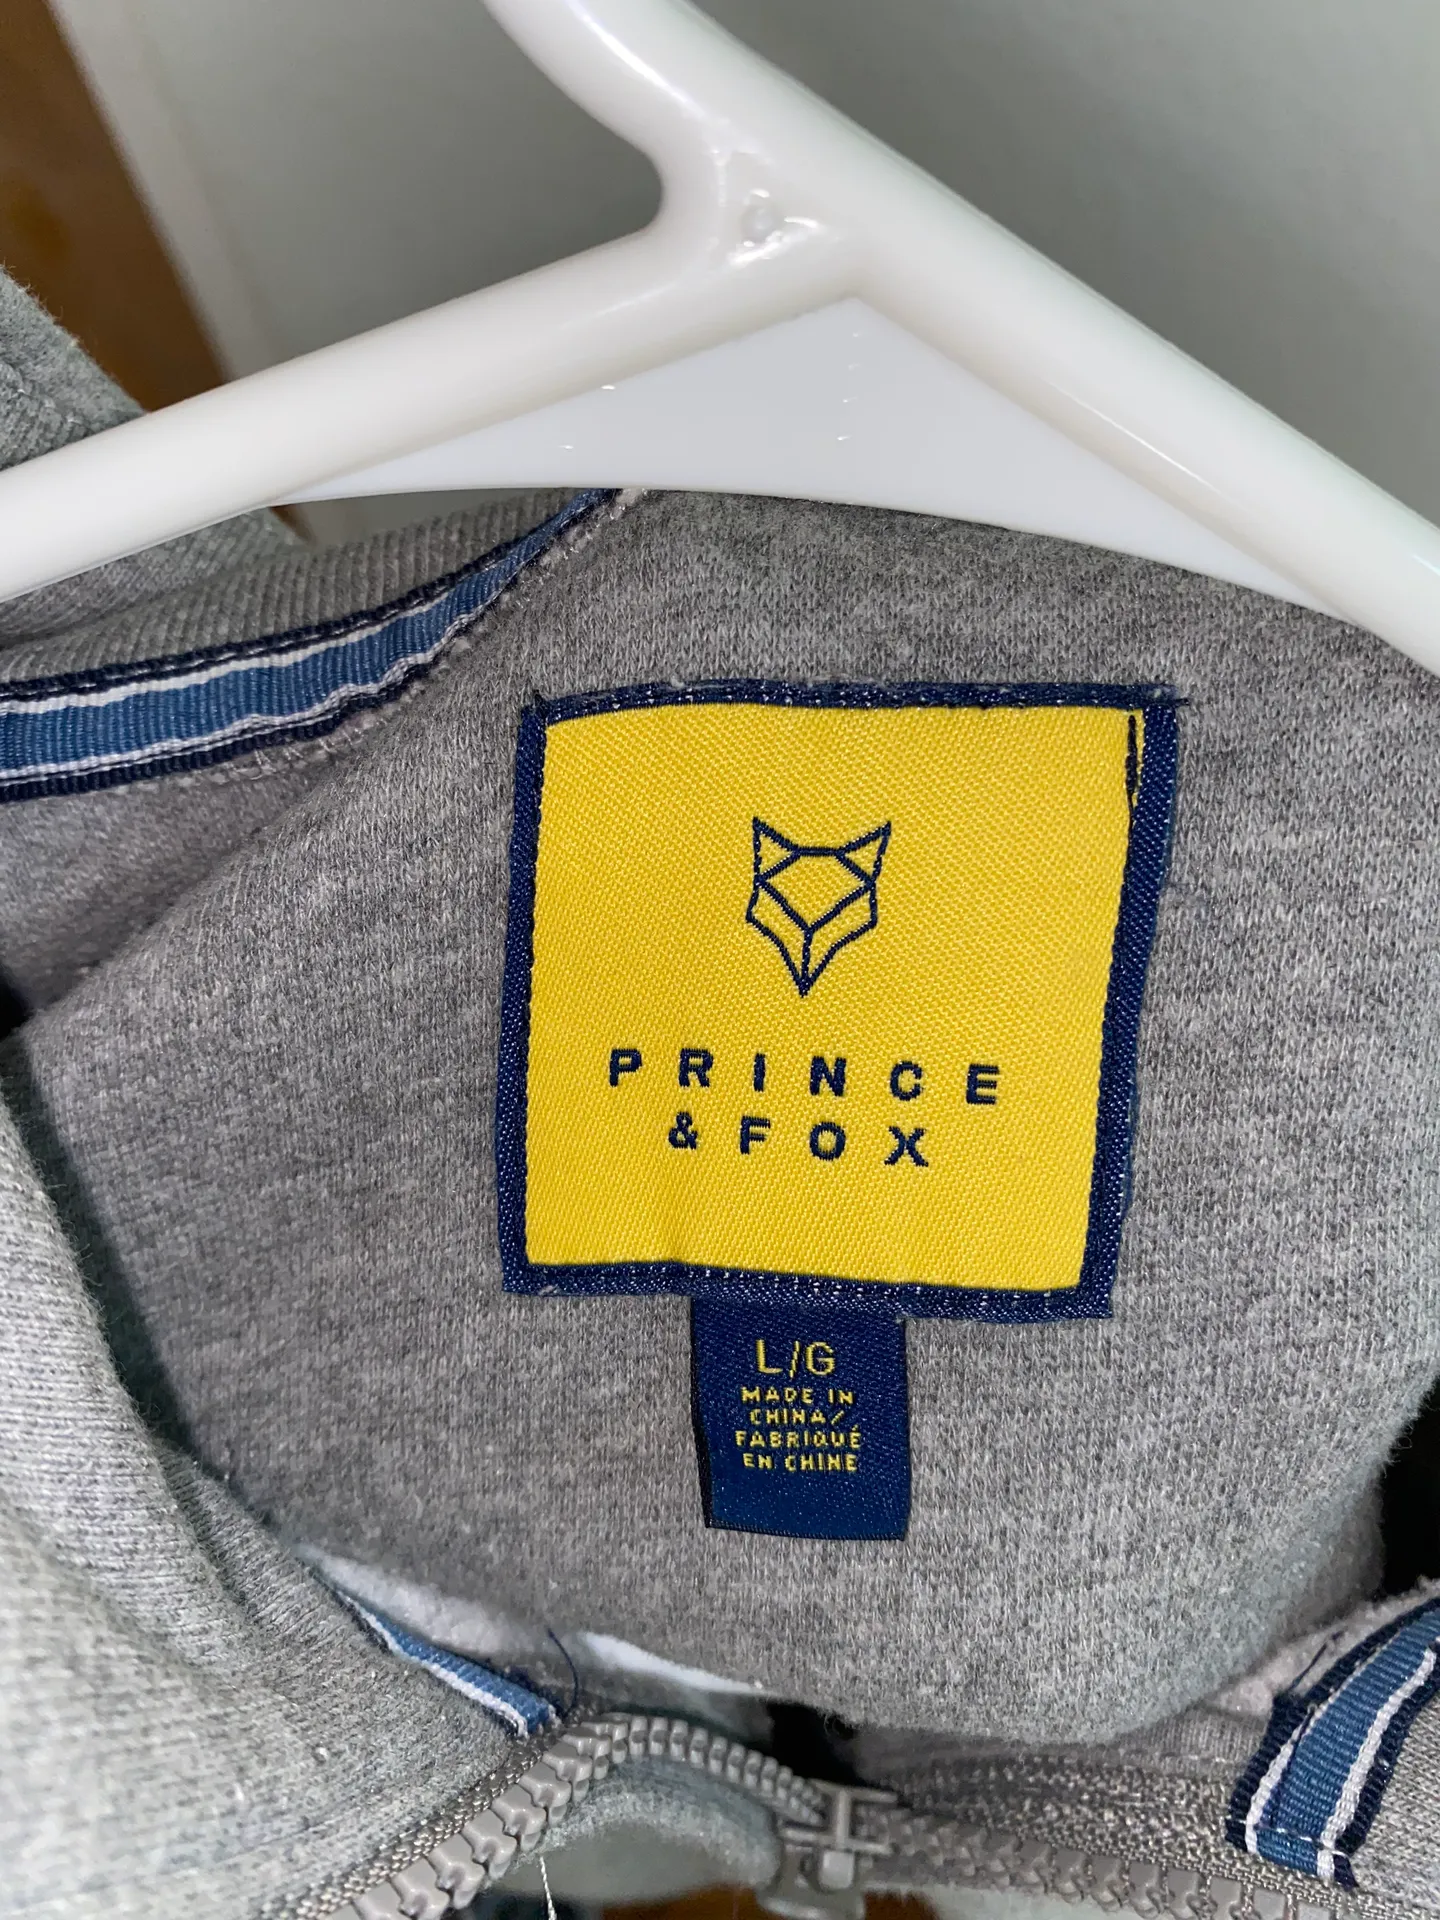 PRINCE
& FOX
L/G
MADE IN
CHINA/
FABRIQUÉ
EN CHINE